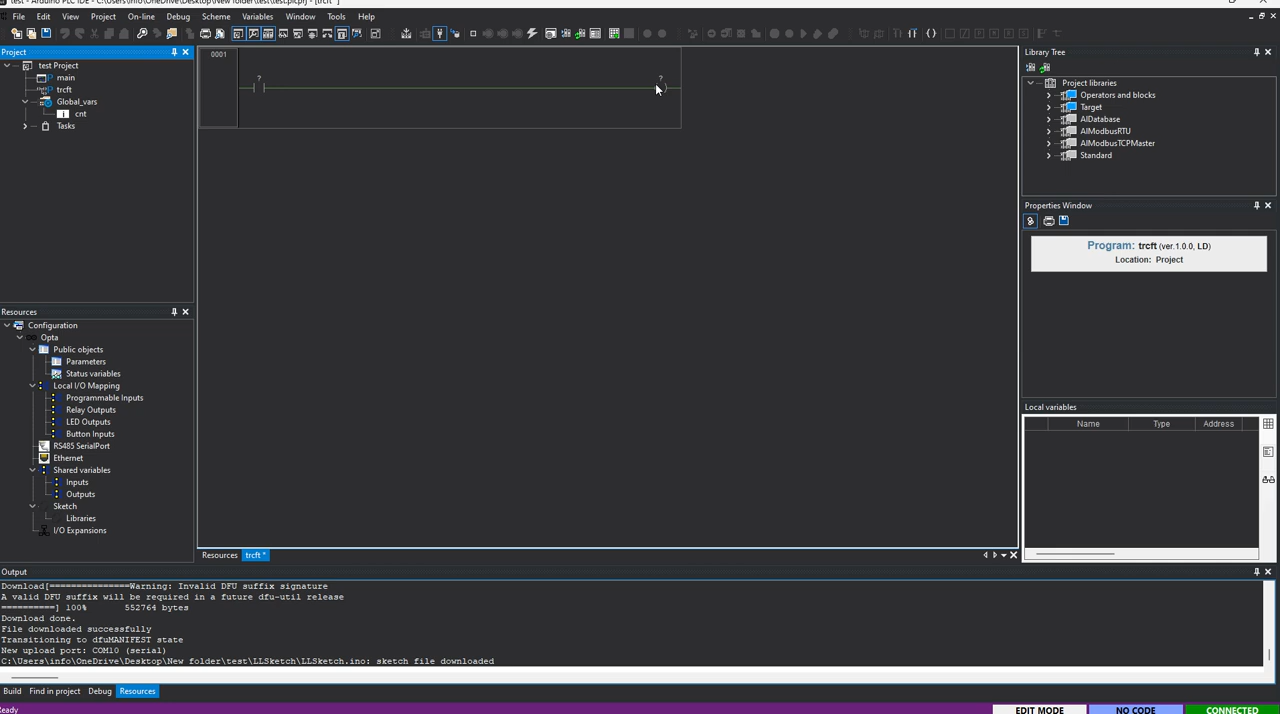 test - Arduino PLC IDE - C:\Users\info\OneDrive\Desktop\New folder\test\test.plcprj - [trcft *]
File Edit View Project On-line Debug Scheme Variables Window Tools Help
Project
test Project
main
trcft
Global_vars
cnt
Tasks
Resources
Configuration
Opta
Public objects
Parameters
Status variables
Local I/O Mapping
Programmable Inputs
Relay Outputs
LED Outputs
Button Inputs
RS485 SerialPort
Ethernet
Shared variables
Inputs
Outputs
Sketch
Libraries
I/O Expansions
0001
? ?
Resources trcft *
Library Tree
Project libraries
Operators and blocks
Target
AIDatabase
AIModbusRTU
AIModbusTCPMaster
Standard
Properties Window
Program: trcft (ver.1.0.0, LD)
Location: Project
Local variables
Name Type Address
Output
Download[===============Warning: Invalid DFU suffix signature
A valid DFU suffix will be required in a future dfu-util release
==========] 100% 552764 bytes
Download done.
File downloaded successfully
Transitioning to dfuMANIFEST state
New upload port: COM10 (serial)
C:\Users\info\OneDrive\Desktop\New folder\test\LLSketch\LLSketch.ino: sketch file downloaded
Build Find in project Debug Resources
Ready
EDIT MODE NO CODE CONNECTED